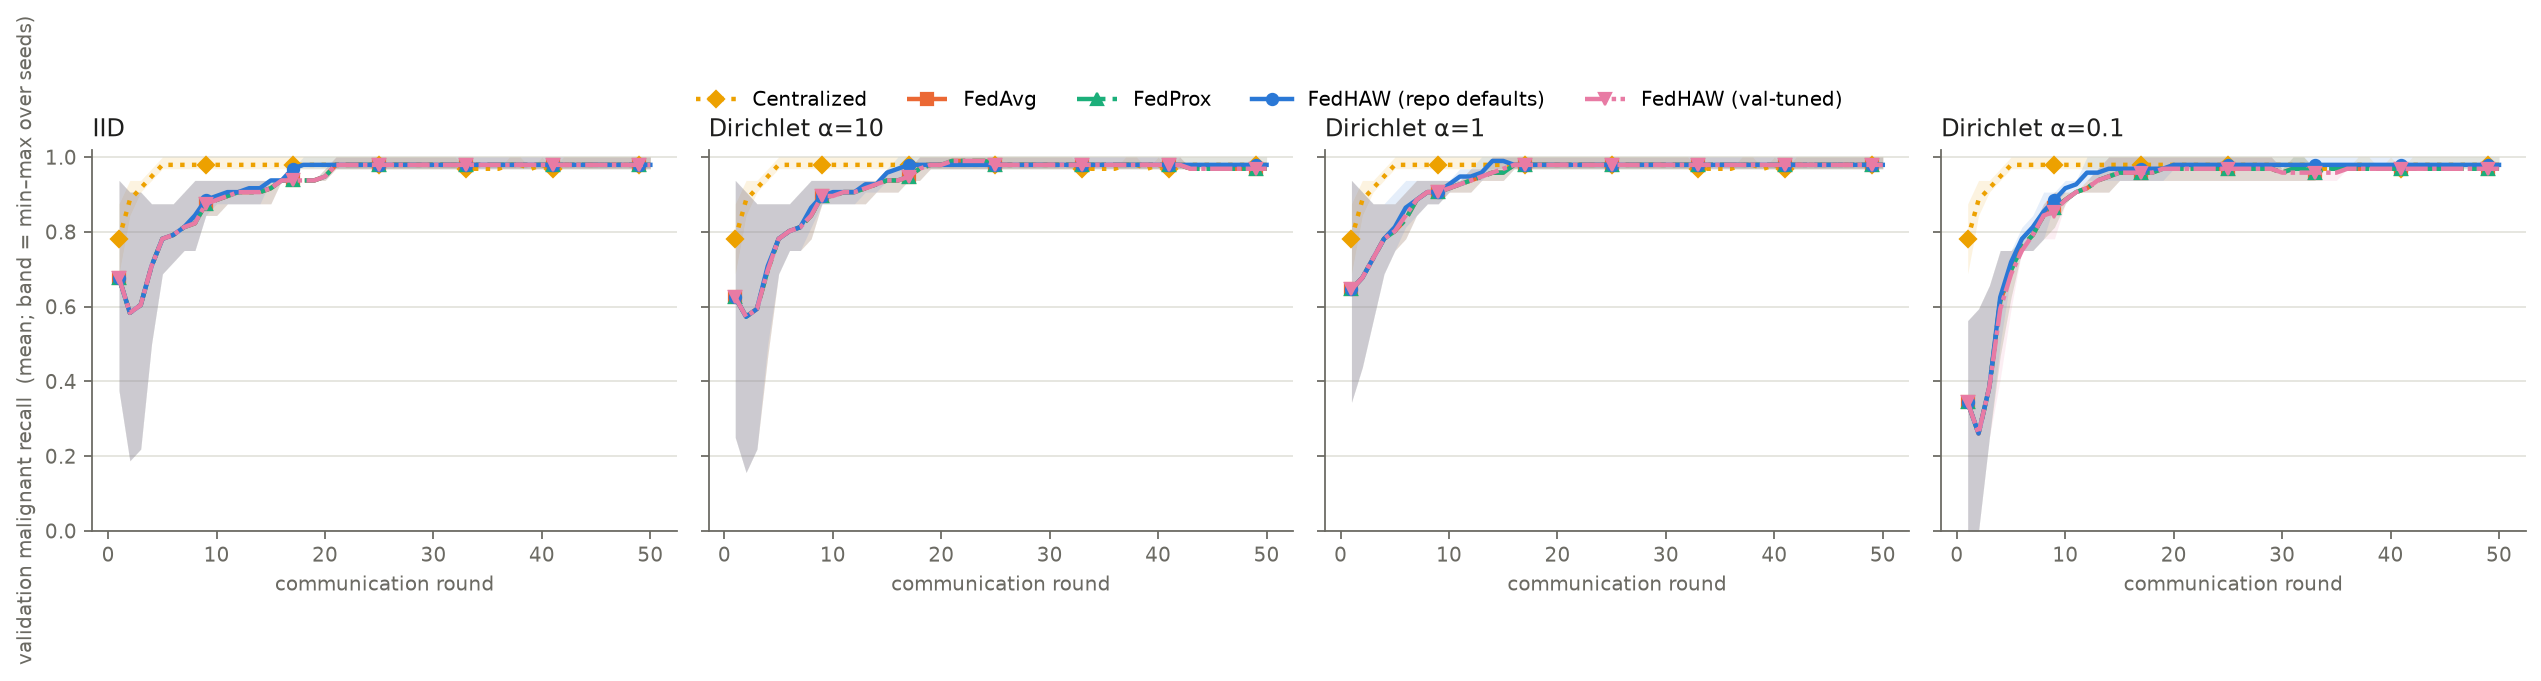 validation malignant recall (mean; band = min–max over seeds)
Centralized
FedAvg
FedProx
FedHAW (repo defaults)
FedHAW (val-tuned)
IID
1.0
0.8
0.6
0.4
0.2
0.0
0 10 20 30 40 50
communication round
Dirichlet α=10
0 10 20 30 40 50
communication round
Dirichlet α=1
0 10 20 30 40 50
communication round
Dirichlet α=0.1
0 10 20 30 40 50
communication round